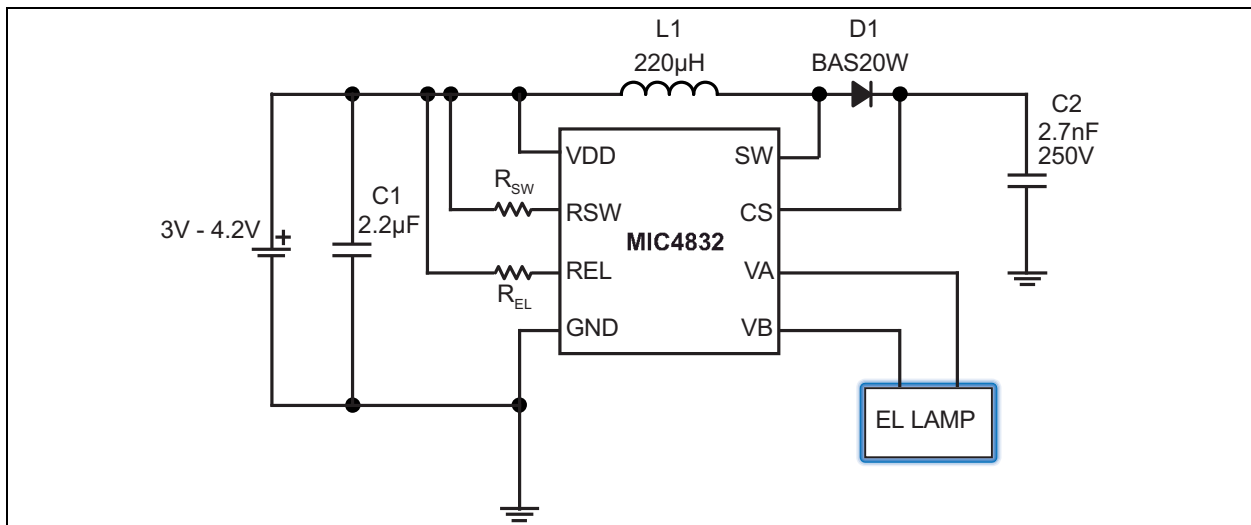 L1
220µH
D1
BAS20W
C2
2.7nF
250V
VDD
SW
RSW
RSW
CS
C1
2.2µF
3V - 4.2V
+
MIC4832
REL
REL
VA
GND
VB
EL LAMP